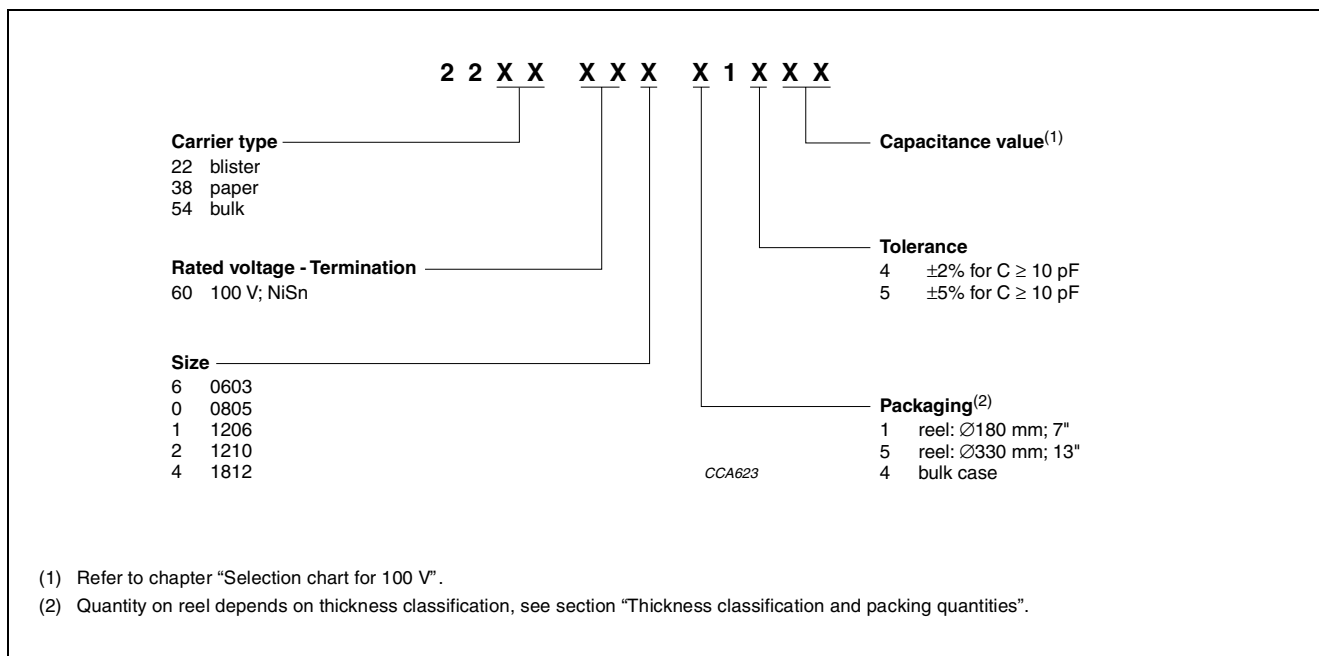 2 2 X X X X X X 1 X X X
Carrier type
22 blister
38 paper
54 bulk
Rated voltage - Termination
60 100 V; NiSn
Size
6 0603
0 0805
1 1206
2 1210
4 1812
Capacitance value(1)
Tolerance
4 ±2% for C ≥ 10 pF
5 ±5% for C ≥ 10 pF
Packaging(2)
1 reel: ∅180 mm; 7"
5 reel: ∅330 mm; 13"
4 bulk case
CCA623
(1) Refer to chapter “Selection chart for 100 V”.
(2) Quantity on reel depends on thickness classification, see section “Thickness classification and packing quantities”.